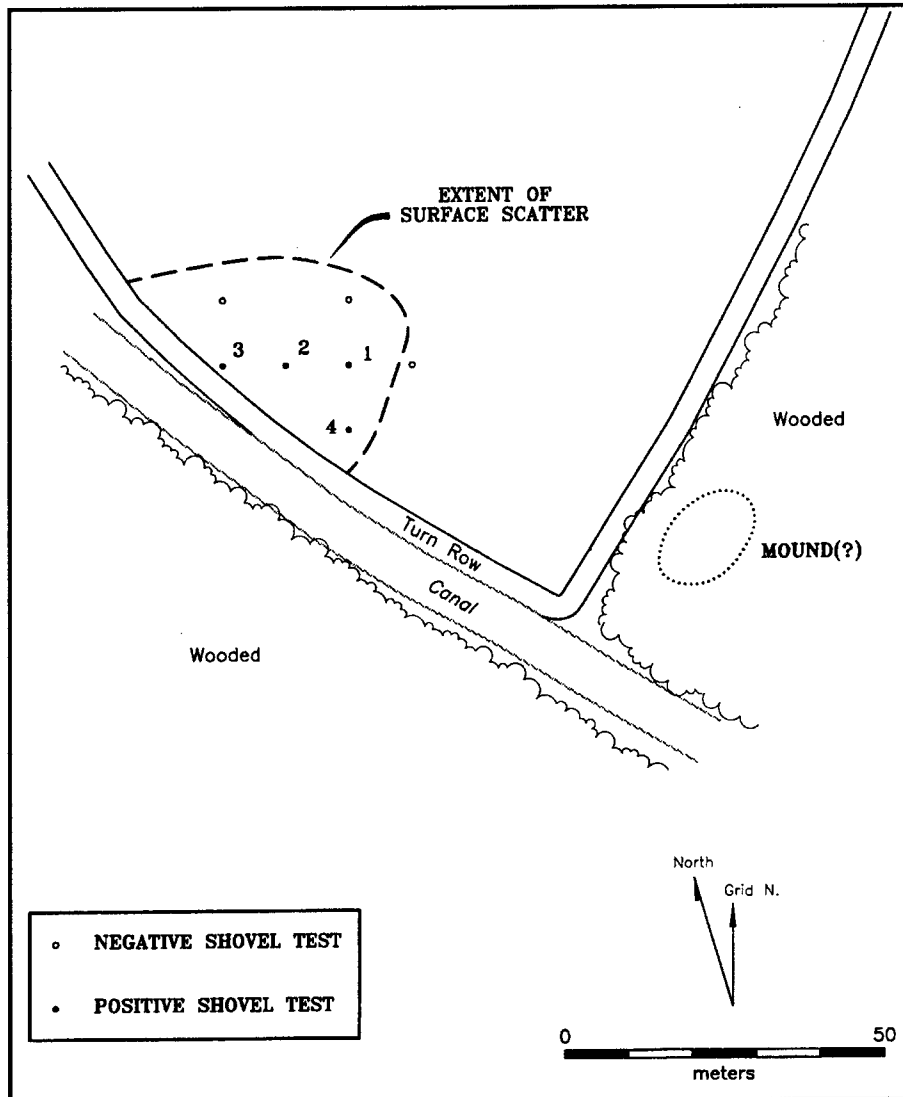 EXTENT OF
SURFACE SCATTER
3
2
1
4
Wooded
Turn Row
MOUND(?)
Canal
Wooded
North
Grid N.
NEGATIVE SHOVEL TEST
POSITIVE SHOVEL TEST
0
50
meters